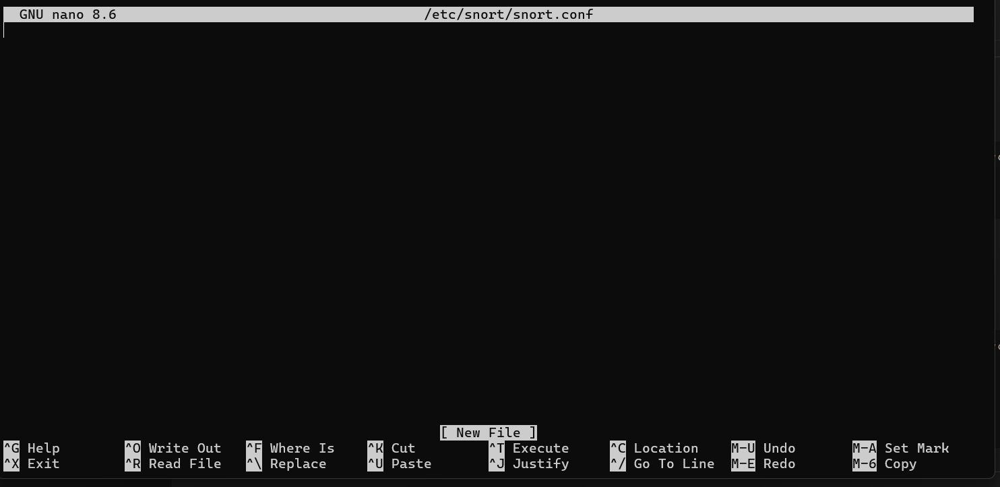 GNU nano 8.6 /etc/snort/snort.conf
[ New File ]
^G Help ^O Write Out ^F Where Is ^K Cut ^T Execute ^C Location M-U Undo M-A Set Mark
^X Exit ^R Read File ^\ Replace ^U Paste ^J Justify ^/ Go To Line M-E Redo M-6 Copy